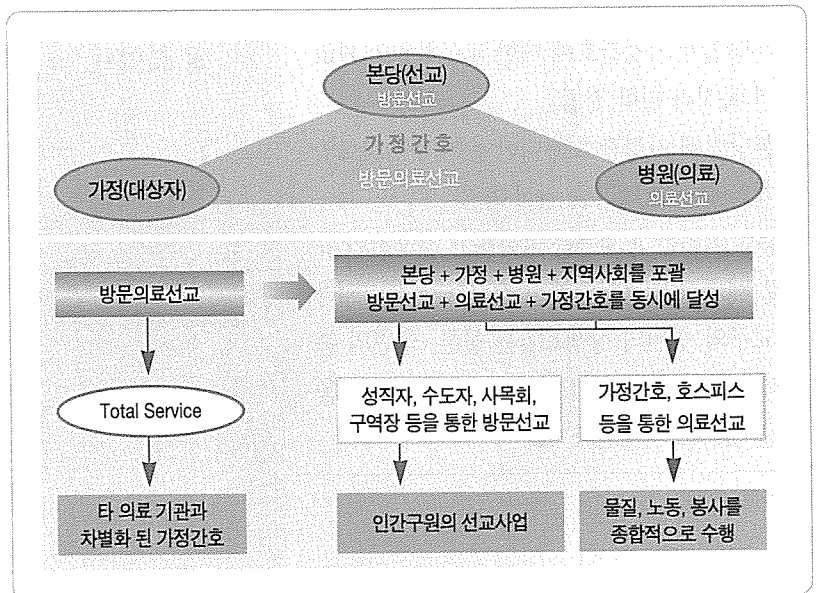 본당(선교)
방문선교
가정간호
방문의료선교
가정(대상자)
병원(의료)
의료선교
방문의료선교
본당 + 가정 + 병원 + 지역사회를 포괄
방문선교 + 의료선교 + 가정간호를 동시에 달성
Total Service
성직자, 수도자, 사목회,
구역장 등을 통한 방문선교
가정간호, 호스피스
등을 통한 의료선교
타 의료 기관과
차별화 된 가정간호
인간구원의 선교사업
물질, 노동, 봉사를
종합적으로 수행